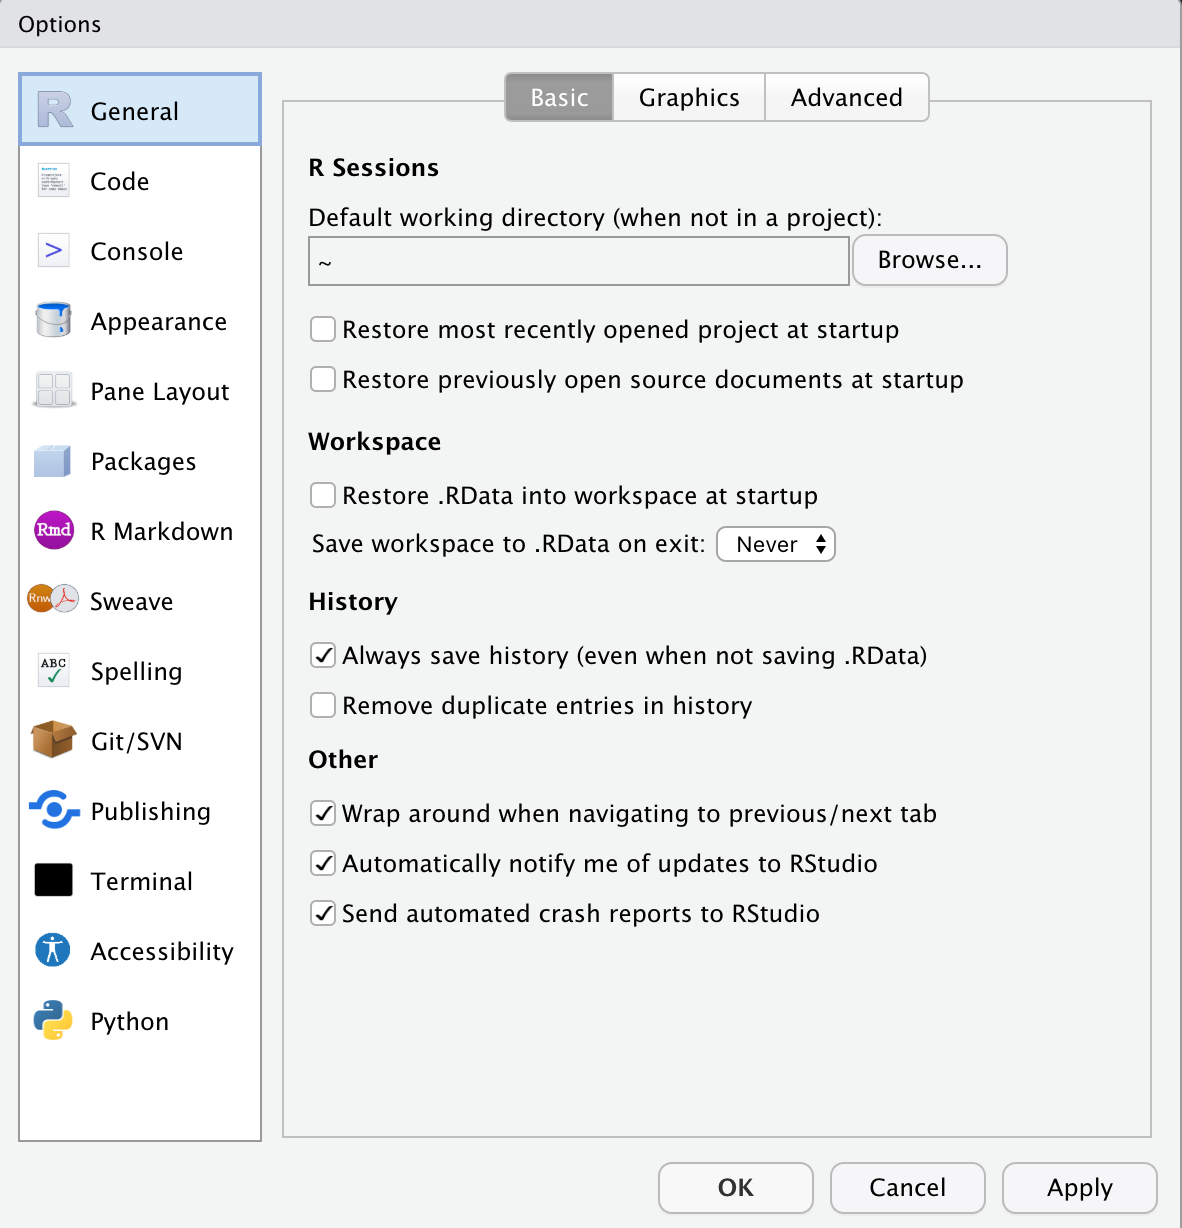 Options
General
Code
Console
Appearance
Pane Layout
Packages
Rmd R Markdown
Rnw Sweave
ABC Spelling
Git/SVN
Publishing
Terminal
Accessibility
Python
Basic Graphics Advanced
R Sessions
Default working directory (when not in a project):
~ Browse...
Restore most recently opened project at startup
Restore previously open source documents at startup
Workspace
Restore .RData into workspace at startup
Save workspace to .RData on exit: Never
History
Always save history (even when not saving .RData)
Remove duplicate entries in history
Other
Wrap around when navigating to previous/next tab
Automatically notify me of updates to RStudio
Send automated crash reports to RStudio
OK Cancel Apply